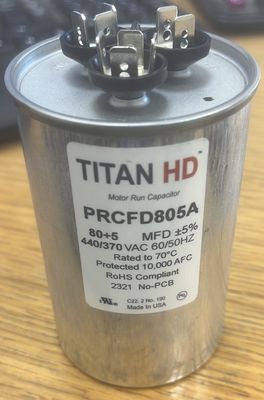 TITAN HD™
Motor Run Capacitor
PRCFD805A
80+5 MFD ±5%
440/370 VAC 60/50HZ
Rated to 70°C
Protected 10,000 AFC
RoHS Compliant
2321 No-PCB
C22. 2 No. 190
Made In USA